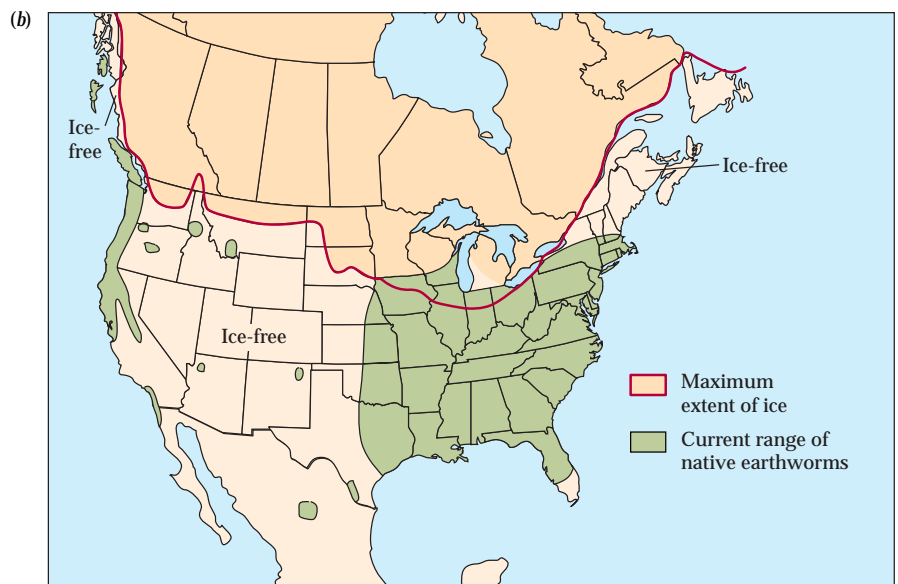 (b)
Ice-
free
Ice-free
Ice-free
Maximum
extent of ice
Current range of
native earthworms